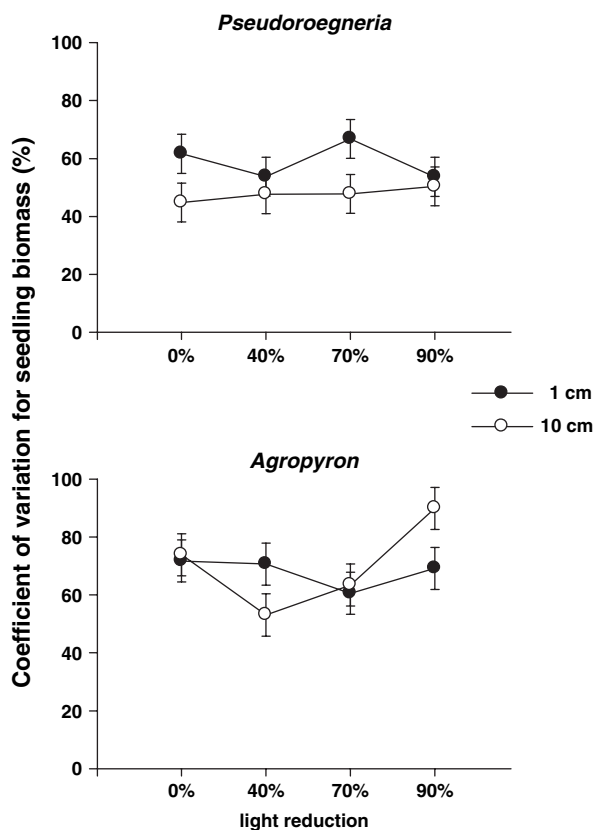 Pseudoroegneria
Coefficient of variation for seedling biomass (%)
100
80
60
40
20
0
0% 40% 70% 90%
1 cm
10 cm
Agropyron
100
80
60
40
20
0
0% 40% 70% 90%
light reduction